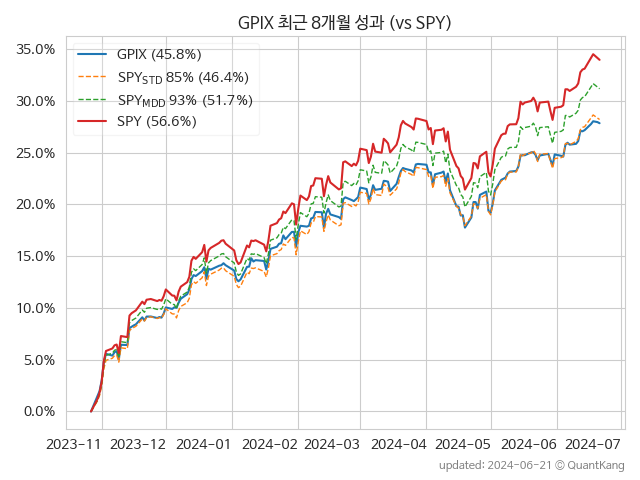 GPIX 최근 8개월 성과 (vs SPY)
GPIX (45.8%)
SPY_STD 85% (46.4%)
SPY_MDD 93% (51.7%)
SPY (56.6%)
35.0%
30.0%
25.0%
20.0%
15.0%
10.0%
5.0%
0.0%
2023-11 2023-12 2024-01 2024-02 2024-03 2024-04 2024-05 2024-06 2024-07
updated: 2024-06-21 @ QuantKang